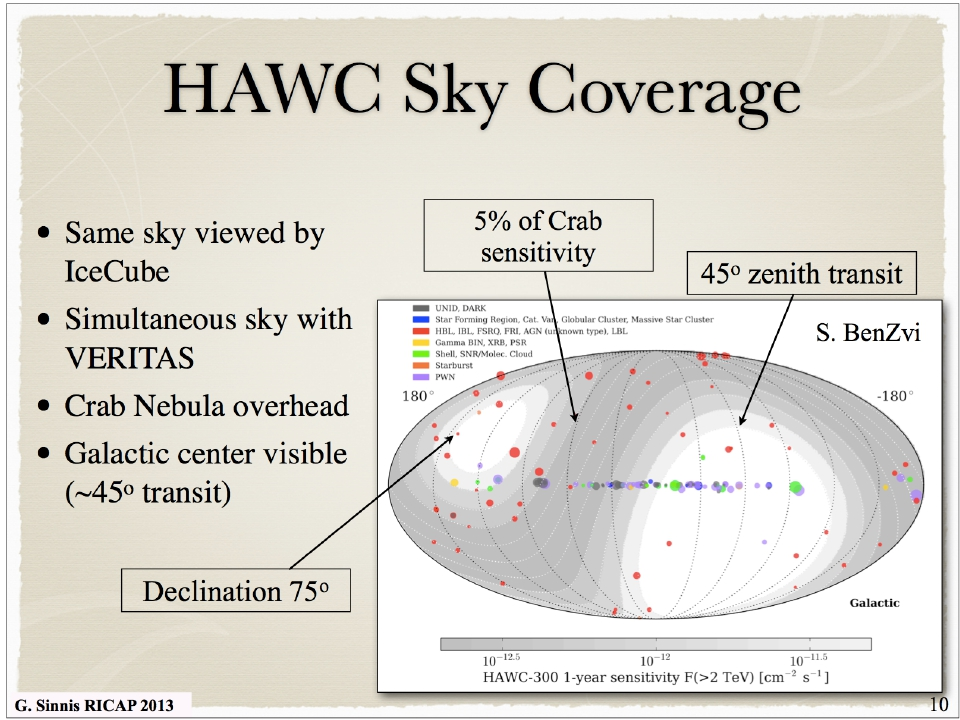 HAWC Sky Coverage
• Same sky viewed by
IceCube
• Simultaneous sky with
VERITAS
• Crab Nebula overhead
• Galactic center visible
(~45º transit)
5% of Crab
sensitivity
45º zenith transit
Declination 75º
S. BenZvi
UNID, DARK
Star Forming Region, Cat. Var, Globular Cluster, Massive Star Cluster
HBL, IBL, FSRQ, FRI, AGN (unknown type), LBL
Gamma BIN, XRB, PSR
Shell, SNR/Molec. Cloud
Starburst
PWN
180°
-180°
Galactic
10^−12.5 10^−12 10^−11.5
HAWC-300 1-year sensitivity F(>2 TeV) [cm^−2 s^−1]
G. Sinnis RICAP 2013
10